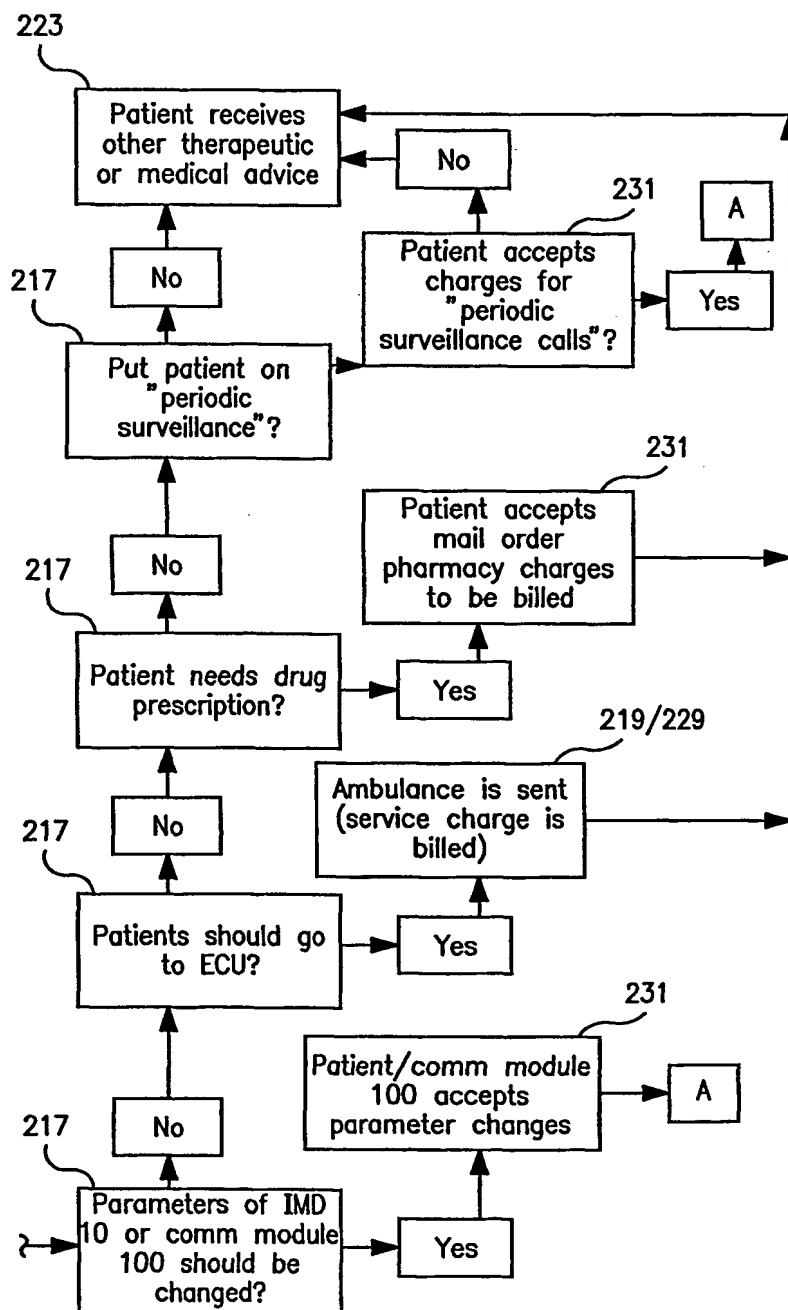 223
Patient receives
other therapeutic
or medical advice
No
231
A
No
Patient accepts
charges for
"periodic
surveillance calls"?
Yes
217
Put patient on
"periodic
surveillance"?
231
Patient accepts
mail order
pharmacy charges
to be billed
No
217
Patient needs drug
prescription?
Yes
219/229
Ambulance is sent
(service charge is
billed)
No
217
Patients should go
to ECU?
Yes
231
Patient/comm module
100 accepts
parameter changes
A
No
217
Parameters of IMD
10 or comm module
100 should be
changed?
Yes